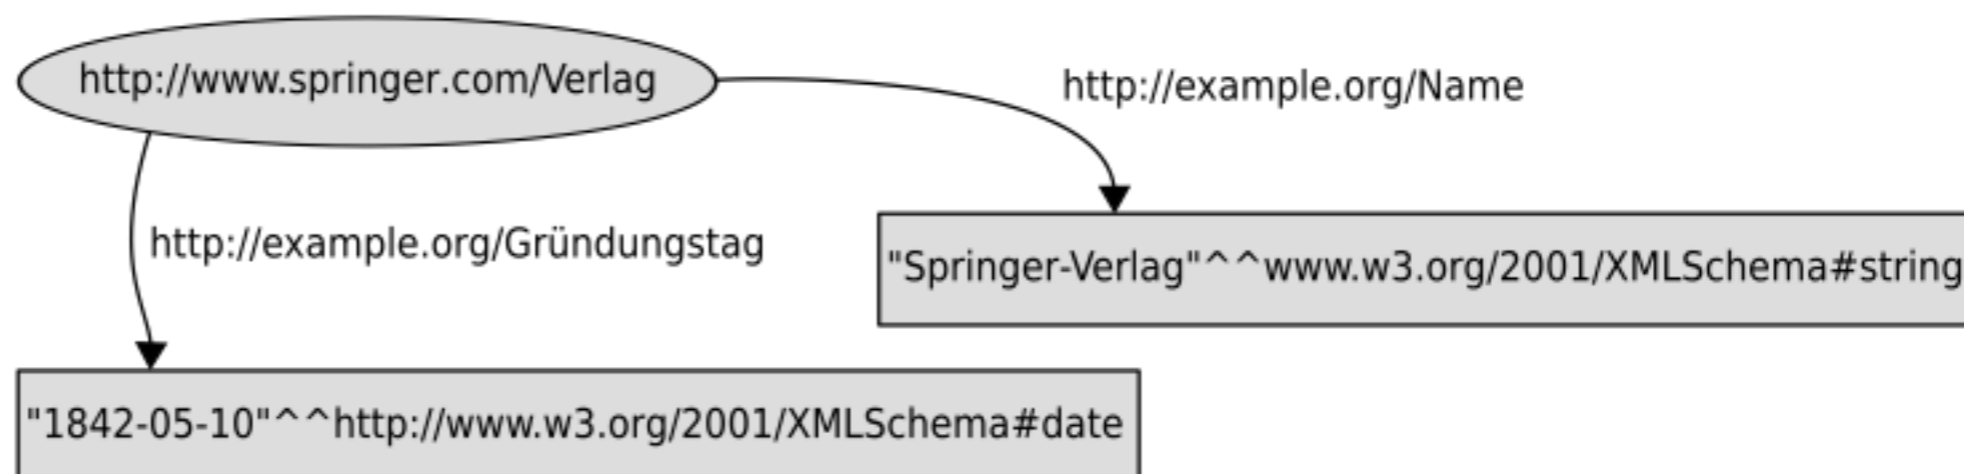 http://www.springer.com/Verlag
http://example.org/Name
http://example.org/Gründungstag
"Springer-Verlag"^^www.w3.org/2001/XMLSchema#string
"1842-05-10"^^http://www.w3.org/2001/XMLSchema#date